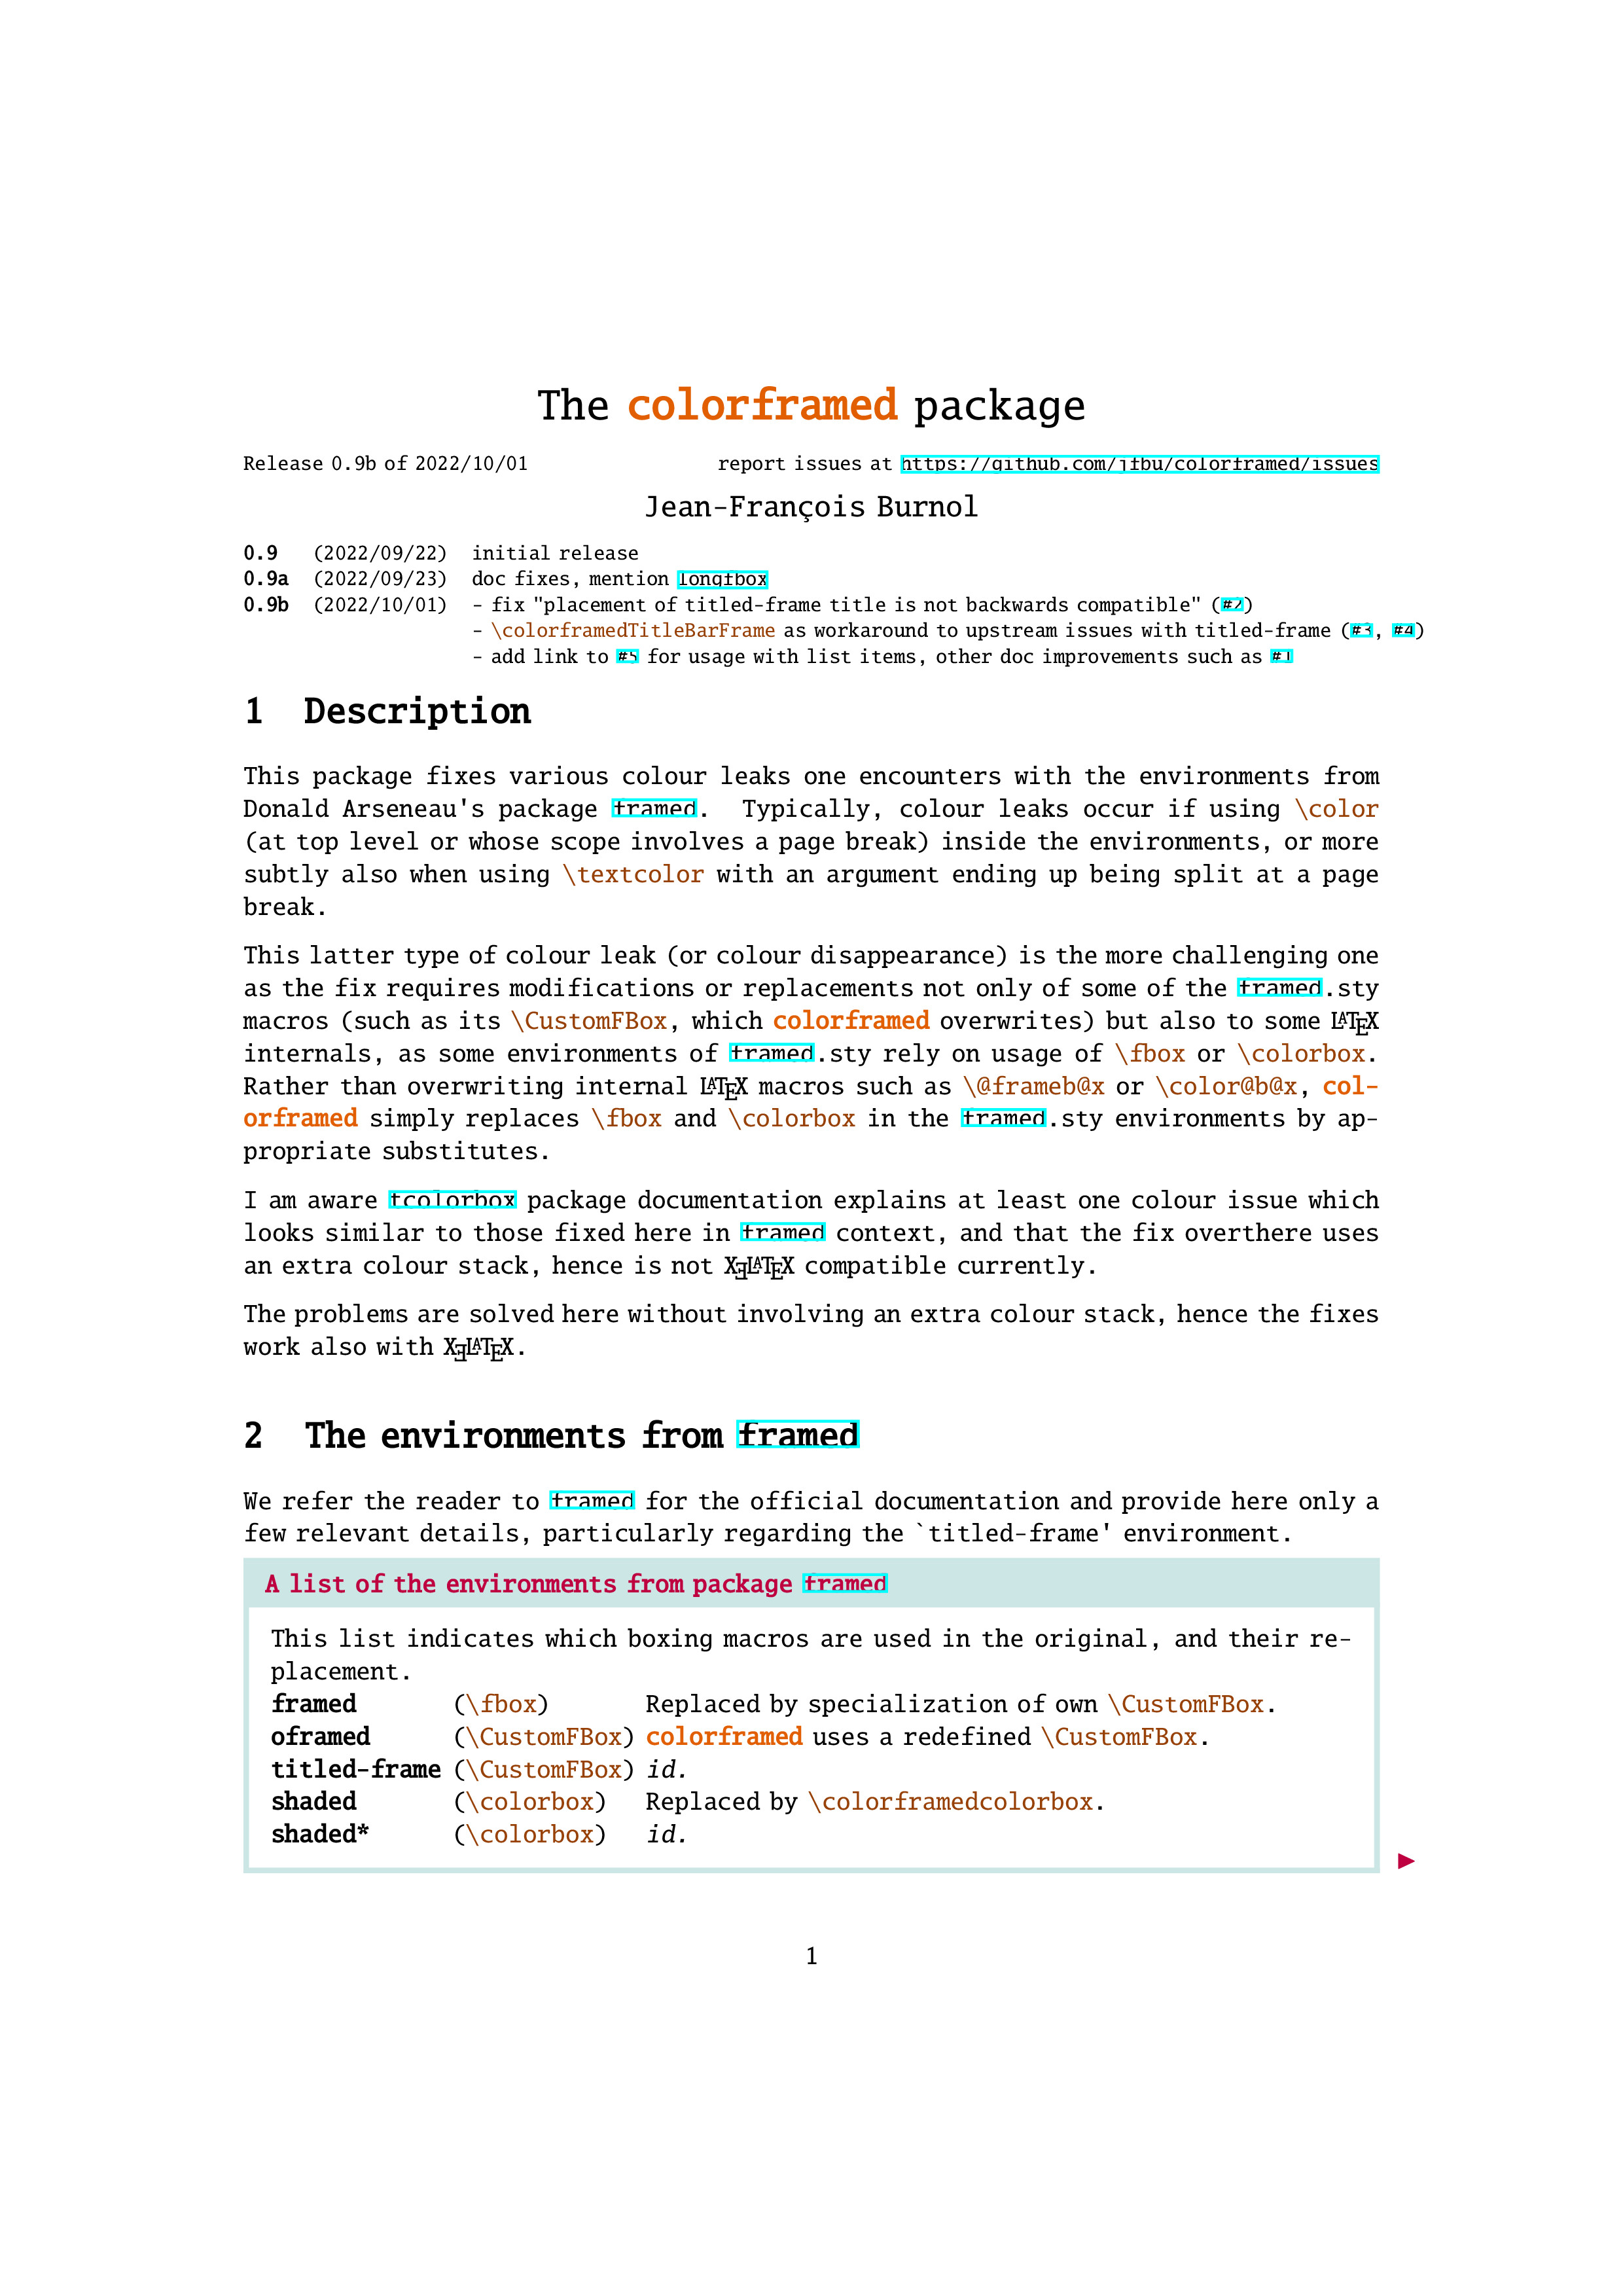 The colorframed package
Release 0.9b of 2022/10/01 report issues at https://github.com/jfbu/colorframed/issues
Jean-François Burnol
0.9 (2022/09/22) initial release
0.9a (2022/09/23) doc fixes, mention longfbox
0.9b (2022/10/01) - fix "placement of titled-frame title is not backwards compatible" (#2)
- \colorframedTitleBarFrame as workaround to upstream issues with titled-frame (#3, #4)
- add link to #5 for usage with list items, other doc improvements such as #1
1 Description
This package fixes various colour leaks one encounters with the environments from
Donald Arseneau's package framed. Typically, colour leaks occur if using \color
(at top level or whose scope involves a page break) inside the environments, or more
subtly also when using \textcolor with an argument ending up being split at a page
break.
This latter type of colour leak (or colour disappearance) is the more challenging one
as the fix requires modifications or replacements not only of some of the framed.sty
macros (such as its \CustomFBox, which colorframed overwrites) but also to some LATEX
internals, as some environments of framed.sty rely on usage of \fbox or \colorbox.
Rather than overwriting internal LATEX macros such as \@frameb@x or \color@b@x, col-
orframed simply replaces \fbox and \colorbox in the framed.sty environments by ap-
propriate substitutes.
I am aware tcolorbox package documentation explains at least one colour issue which
looks similar to those fixed here in framed context, and that the fix overthere uses
an extra colour stack, hence is not XƎLATEX compatible currently.
The problems are solved here without involving an extra colour stack, hence the fixes
work also with XƎLATEX.
2 The environments from framed
We refer the reader to framed for the official documentation and provide here only a
few relevant details, particularly regarding the `titled-frame' environment.
A list of the environments from package framed
This list indicates which boxing macros are used in the original, and their re-
placement.
framed (\fbox) Replaced by specialization of own \CustomFBox.
oframed (\CustomFBox) colorframed uses a redefined \CustomFBox.
titled-frame (\CustomFBox) id.
shaded (\colorbox) Replaced by \colorframedcolorbox.
shaded* (\colorbox) id.
1